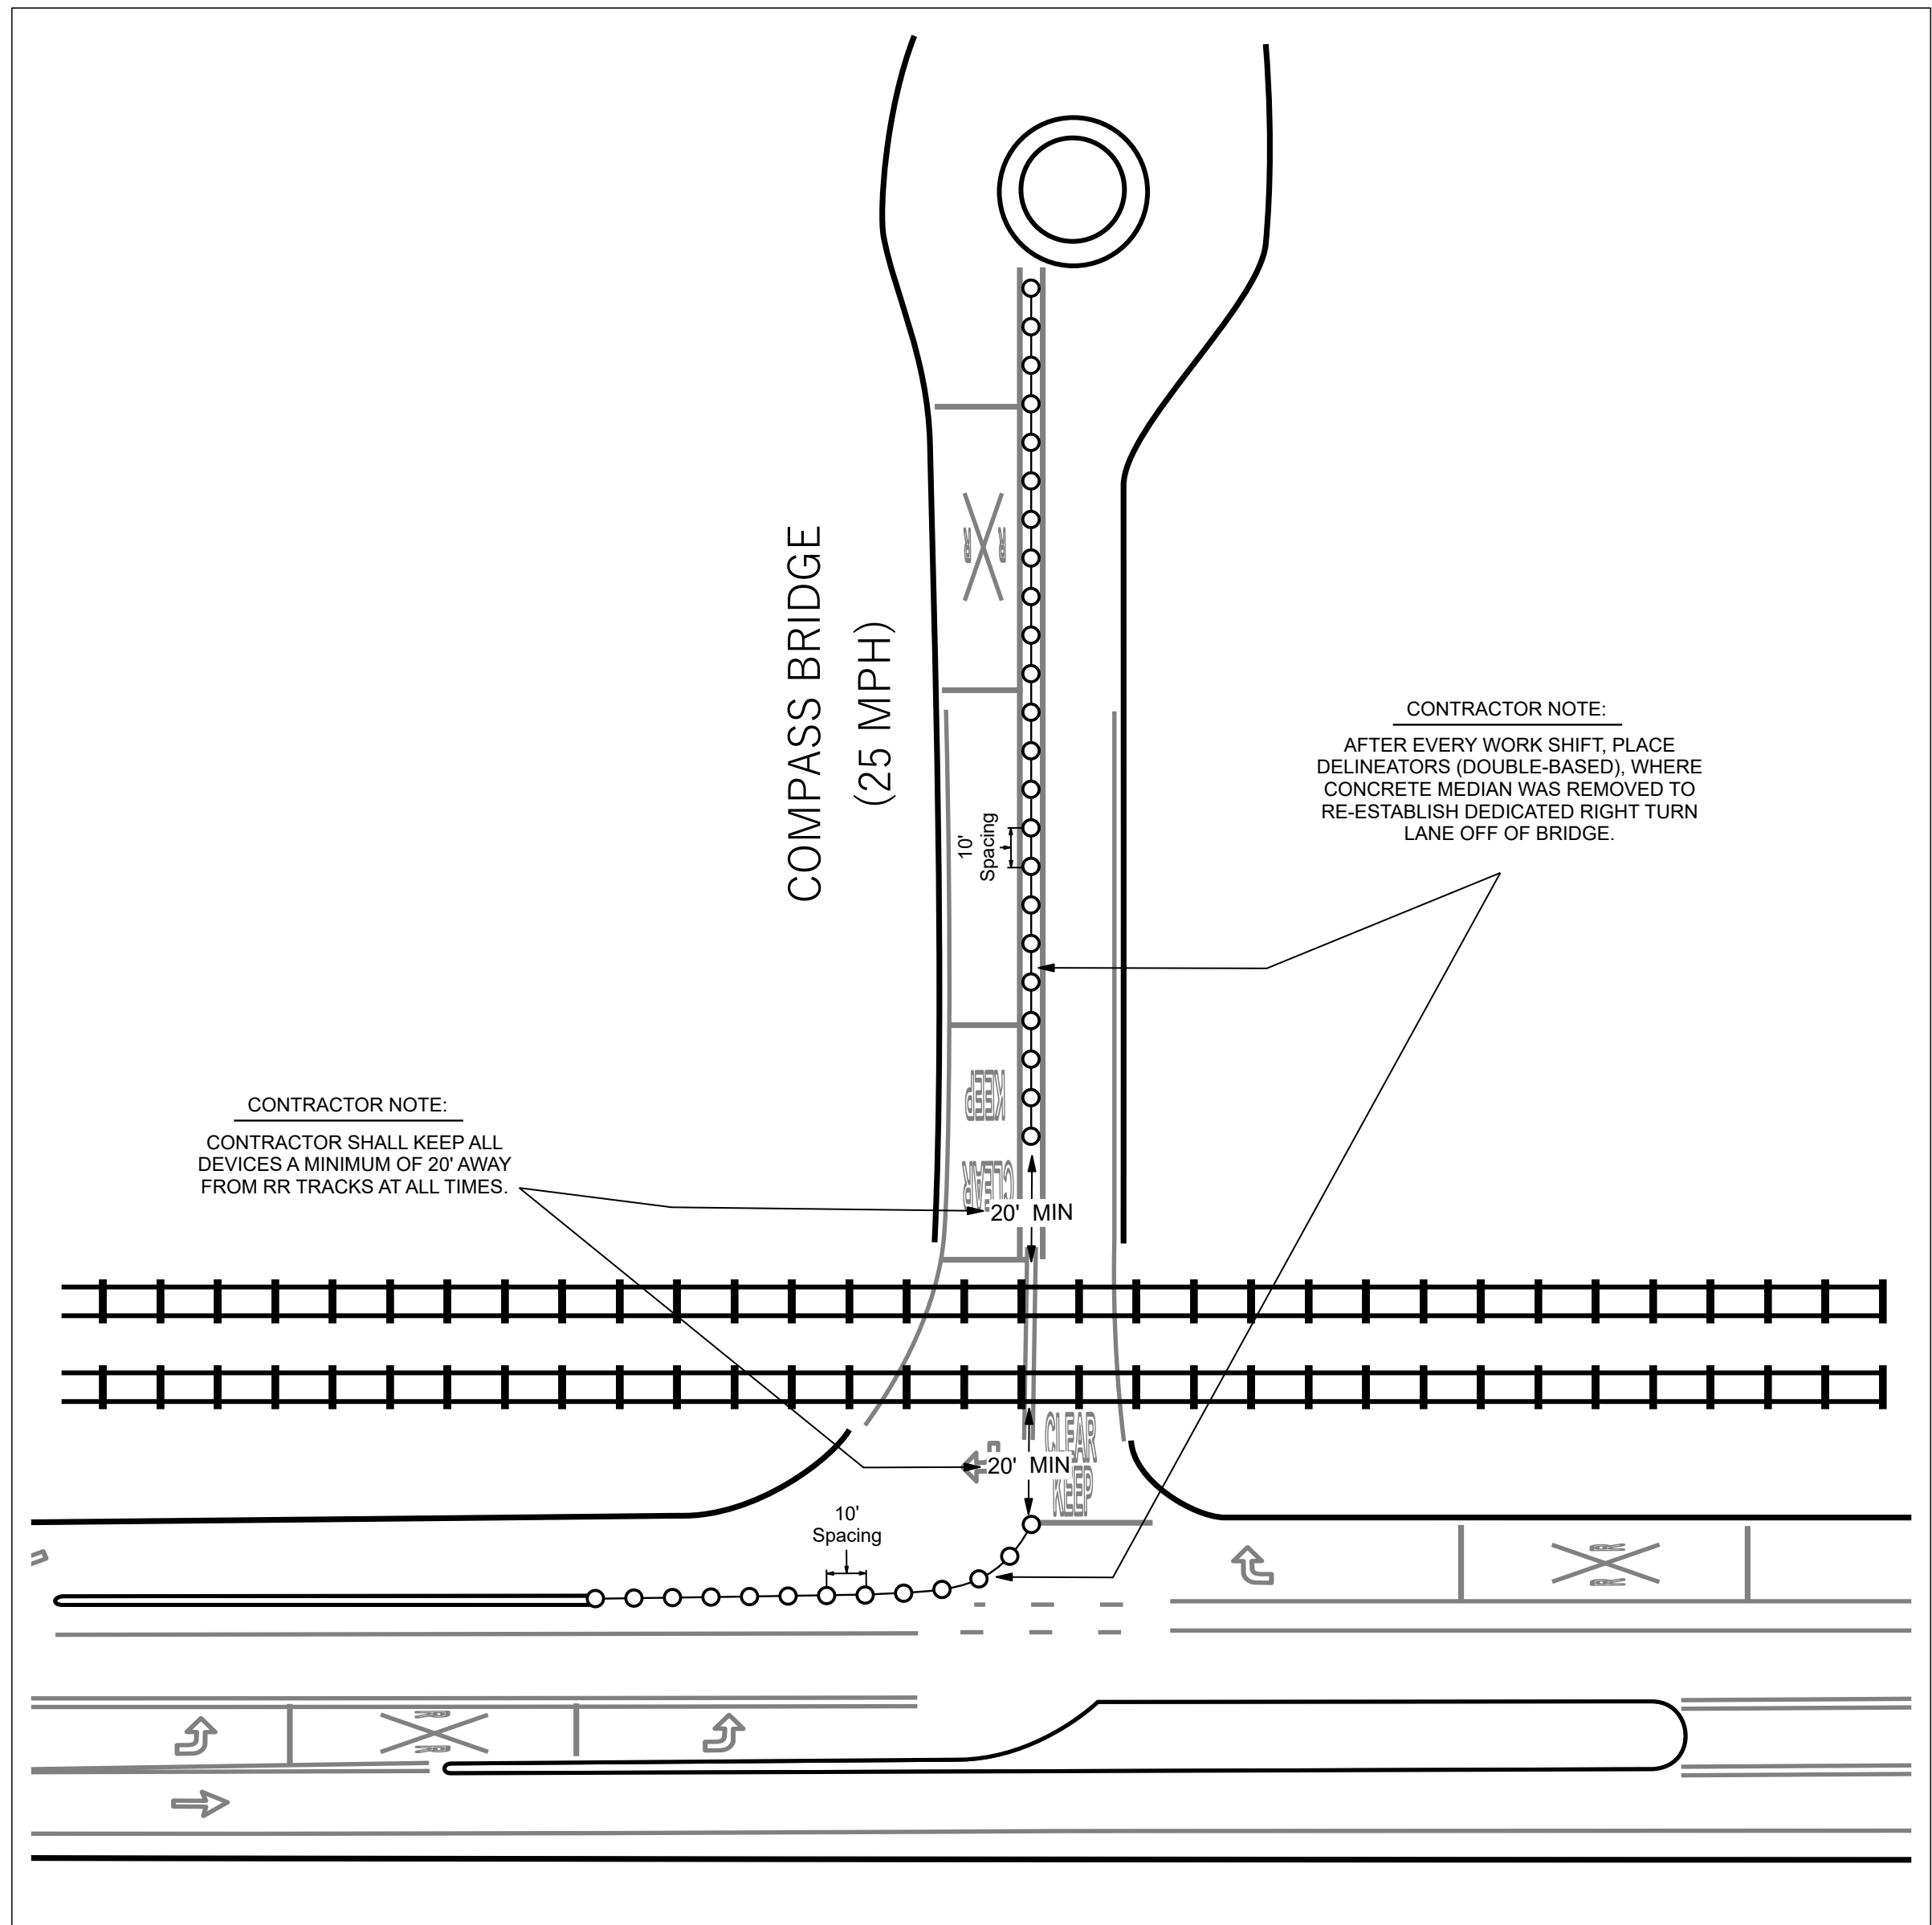 COMPASS BRIDGE
(25 MPH)
CONTRACTOR NOTE:
AFTER EVERY WORK SHIFT, PLACE
DELINEATORS (DOUBLE-BASED), WHERE
CONCRETE MEDIAN WAS REMOVED TO
RE-ESTABLISH DEDICATED RIGHT TURN
LANE OFF OF BRIDGE.
10'
Spacing
R R
KEEP
CLEAR
CONTRACTOR NOTE:
CONTRACTOR SHALL KEEP ALL
DEVICES A MINIMUM OF 20' AWAY
FROM RR TRACKS AT ALL TIMES.
20' MIN
CLEAR
KEEP
20' MIN
10'
Spacing
R
R
R
R